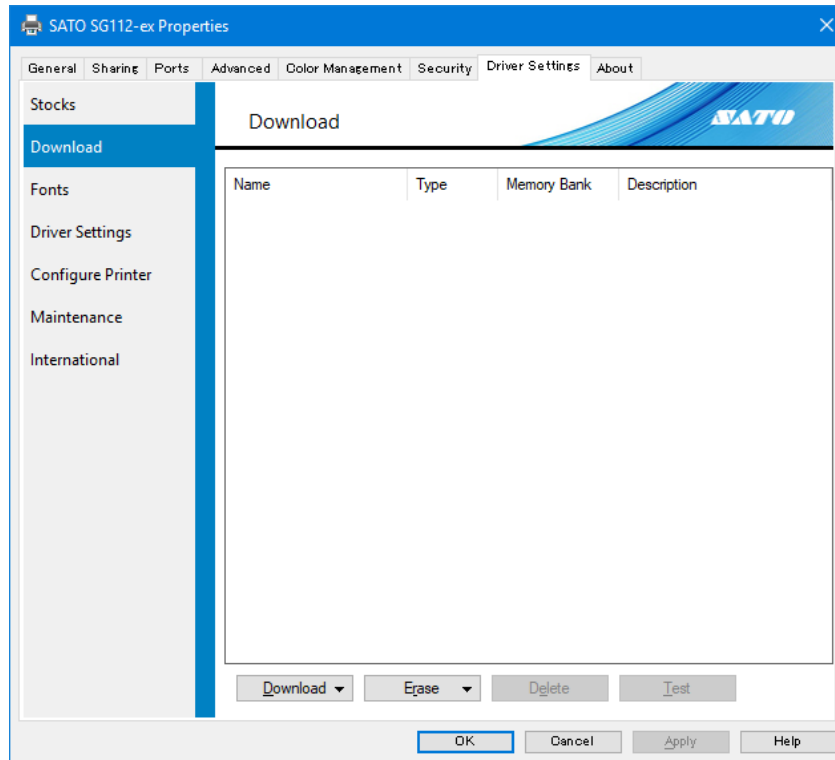 SATO SG112-ex Properties
General Sharing Ports Advanced Color Management Security Driver Settings About
Stocks
Download
Fonts
Driver Settings
Configure Printer
Maintenance
International
Download
SATO
Name Type Memory Bank Description
Download Erase Delete Test
OK Cancel Apply Help